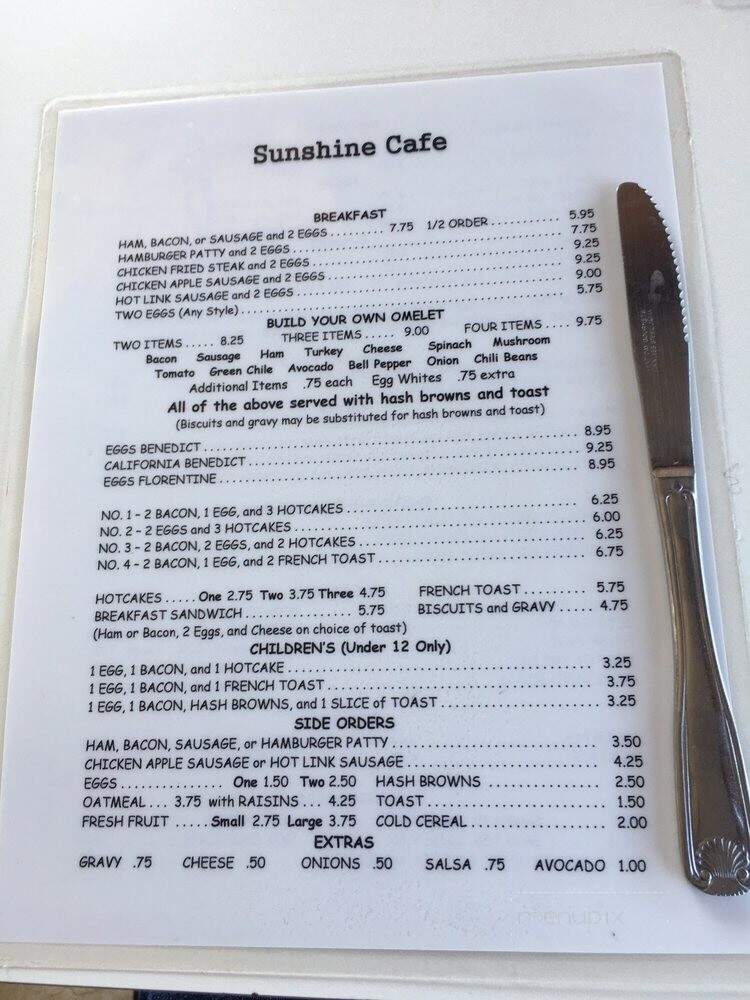 Sunshine Cafe
BREAKFAST
HAM, BACON, or SAUSAGE and 2 EGGS ......... 7.75 1/2 ORDER ........... 5.95
HAMBURGER PATTY and 2 EGGS ........ 7.75
CHICKEN FRIED STEAK and 2 EGGS ........ 9.25
CHICKEN APPLE SAUSAGE and 2 EGGS ........ 9.25
HOT LINK SAUSAGE and 2 EGGS ........ 9.00
TWO EGGS (Any Style) ........ 5.75
BUILD YOUR OWN OMELET
TWO ITEMS ..... 8.25 THREE ITEMS ..... 9.00 FOUR ITEMS .... 9.75
Bacon Sausage Ham Turkey Cheese Spinach Mushroom
Tomato Green Chile Avocado Bell Pepper Onion Chili Beans
Additional Items .75 each Egg Whites .75 extra
All of the above served with hash browns and toast
(Biscuits and gravy may be substituted for hash browns and toast)
EGGS BENEDICT ........ 8.95
CALIFORNIA BENEDICT ........ 9.25
EGGS FLORENTINE ........ 8.95
NO. 1 - 2 BACON, 1 EGG, and 3 HOTCAKES ........ 6.25
NO. 2 - 2 EGGS and 3 HOTCAKES ........ 6.00
NO. 3 - 2 BACON, 2 EGGS, and 2 HOTCAKES ........ 6.25
NO. 4 - 2 BACON, 1 EGG, and 2 FRENCH TOAST ........ 6.75
HOTCAKES ..... One 2.75 Two 3.75 Three 4.75 FRENCH TOAST ........ 5.75
BREAKFAST SANDWICH ................ 5.75 BISCUITS and GRAVY ..... 4.75
(Ham or Bacon, 2 Eggs, and Cheese on choice of toast)
CHILDREN'S (Under 12 Only)
1 EGG, 1 BACON, and 1 HOTCAKE ........ 3.25
1 EGG, 1 BACON, and 1 FRENCH TOAST ........ 3.75
1 EGG, 1 BACON, HASH BROWNS, and 1 SLICE of TOAST ........ 3.25
SIDE ORDERS
HAM, BACON, SAUSAGE, or HAMBURGER PATTY ........ 3.50
CHICKEN APPLE SAUSAGE or HOT LINK SAUSAGE ........ 4.25
EGGS ............... One 1.50 Two 2.50 HASH BROWNS ........ 2.50
OATMEAL ... 3.75 with RAISINS ... 4.25 TOAST ........ 1.50
FRESH FRUIT ..... Small 2.75 Large 3.75 COLD CEREAL ........ 2.00
EXTRAS
GRAVY .75 CHEESE .50 ONIONS .50 SALSA .75 AVOCADO 1.00
menupix